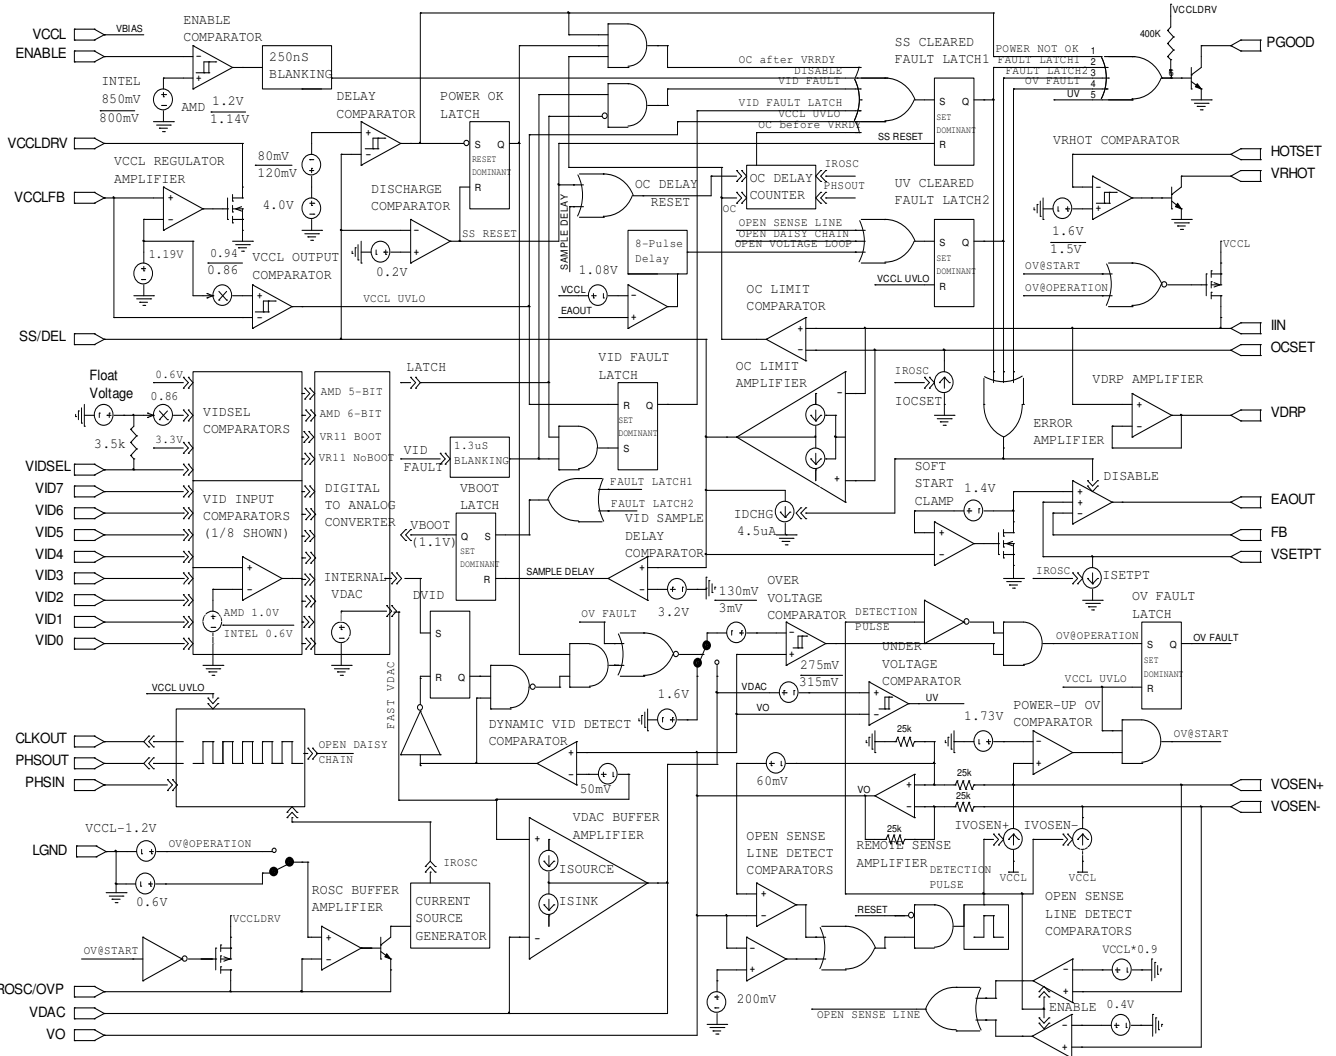 VCCL
VBIAS
ENABLE
ENABLE
COMPARATOR
250nS
BLANKING
INTEL
850mV
800mV
AMD
1.2V
1.14V
VCCLDRV
VCCL REGULATOR
AMPLIFIER
VCCLFB
1.19V
0.94
0.86
VCCL OUTPUT
COMPARATOR
VCCL UVLO
DELAY
COMPARATOR
80mV
120mV
4.0V
POWER OK
LATCH
S
Q
RESET
DOMINANT
R
DISCHARGE
COMPARATOR
0.2V
SS RESET
SS/DEL
OC after VRRDY
DISABLE
VID FAULT
VID FAULT LATCH
VCCL UVLO
OC before VRRDY
SS RESET
SS CLEARED
FAULT LATCH1
S
Q
SET
DOMINANT
R
SAMPLE DELAY
OC DELAY
RESET
OC DELAY
COUNTER
IROSC
PHSOUT
OC
UV CLEARED
FAULT LATCH2
OPEN SENSE LINE
OPEN DAISY CHAIN
OPEN VOLTAGE LOOP
VCCL UVLO
S
Q
SET
DOMINANT
R
8-Pulse
Delay
1.08V
VCCL
EAOUT
OC LIMIT
COMPARATOR
POWER NOT OK
FAULT LATCH1
FAULT LATCH2
OV FAULT
UV
1
2
3
4
5
VCCLDRV
400K
PGOOD
VRHOT COMPARATOR
HOTSET
VRHOT
1.6V
1.5V
OV@START
OV@OPERATION
VCCL
IIN
OCSET
Float
Voltage
0.6V
0.86
3.3V
3.5k
VIDSEL
VIDSEL
COMPARATORS
AMD 5-BIT
AMD 6-BIT
VR11 BOOT
VR11 NoBOOT
VID7
VID6
VID5
VID4
VID3
VID2
VID1
VID0
VID INPUT
COMPARATORS
(1/8 SHOWN)
AMD 1.0V
INTEL 0.6V
DIGITAL
TO ANALOG
CONVERTER
INTERNAL
VDAC
LATCH
VID
FAULT
1.3uS
BLANKING
VID FAULT
LATCH
R
Q
SET
DOMINANT
S
VBOOT
LATCH
VBOOT
(1.1V)
Q
S
SET
DOMINANT
R
FAULT LATCH1
FAULT LATCH2
VID SAMPLE
DELAY
COMPARATOR
SAMPLE DELAY
3.2V
OC LIMIT
AMPLIFIER
IROSC
IOCSET
IDCHG
4.5uA
VDRP AMPLIFIER
VDRP
ERROR
AMPLIFIER
SOFT
START
CLAMP
1.4V
DISABLE
EAOUT
FB
VSETPT
IROSC
ISETPT
DVID
S
R
Q
FAST VDAC
OV FAULT
1.6V
DYNAMIC VID DETECT
COMPARATOR
50mV
130mV
3mV
OVER
VOLTAGE
COMPARATOR
275mV
315mV
VDAC
VO
UNDER
VOLTAGE
COMPARATOR
UV
DETECTION
PULSE
OV@OPERATION
OV FAULT
LATCH
S
Q
SET
DOMINANT
R
OV FAULT
VCCL UVLO
POWER-UP OV
COMPARATOR
1.73V
OV@START
VCCL UVLO
CLKOUT
PHSOUT
PHSIN
OPEN DAISY
CHAIN
25k
60mV
VO
25k
25k
25k
REMOTE SENSE
AMPLIFIER
VOSEN+
VOSEN-
IVOSEN+
IVOSEN-
VCCL
VCCL
VCCL-1.2V
LGND
OV@OPERATION
0.6V
ROSC BUFFER
AMPLIFIER
VCCLDRV
OV@START
IROSC
CURRENT
SOURCE
GENERATOR
VDAC BUFFER
AMPLIFIER
ISOURCE
ISINK
OPEN SENSE
LINE DETECT
COMPARATORS
DETECTION
PULSE
RESET
200mV
OPEN SENSE
LINE DETECT
COMPARATORS
VCCL*0.9
ENABLE
0.4V
OPEN SENSE LINE
ROSC/OVP
VDAC
VO